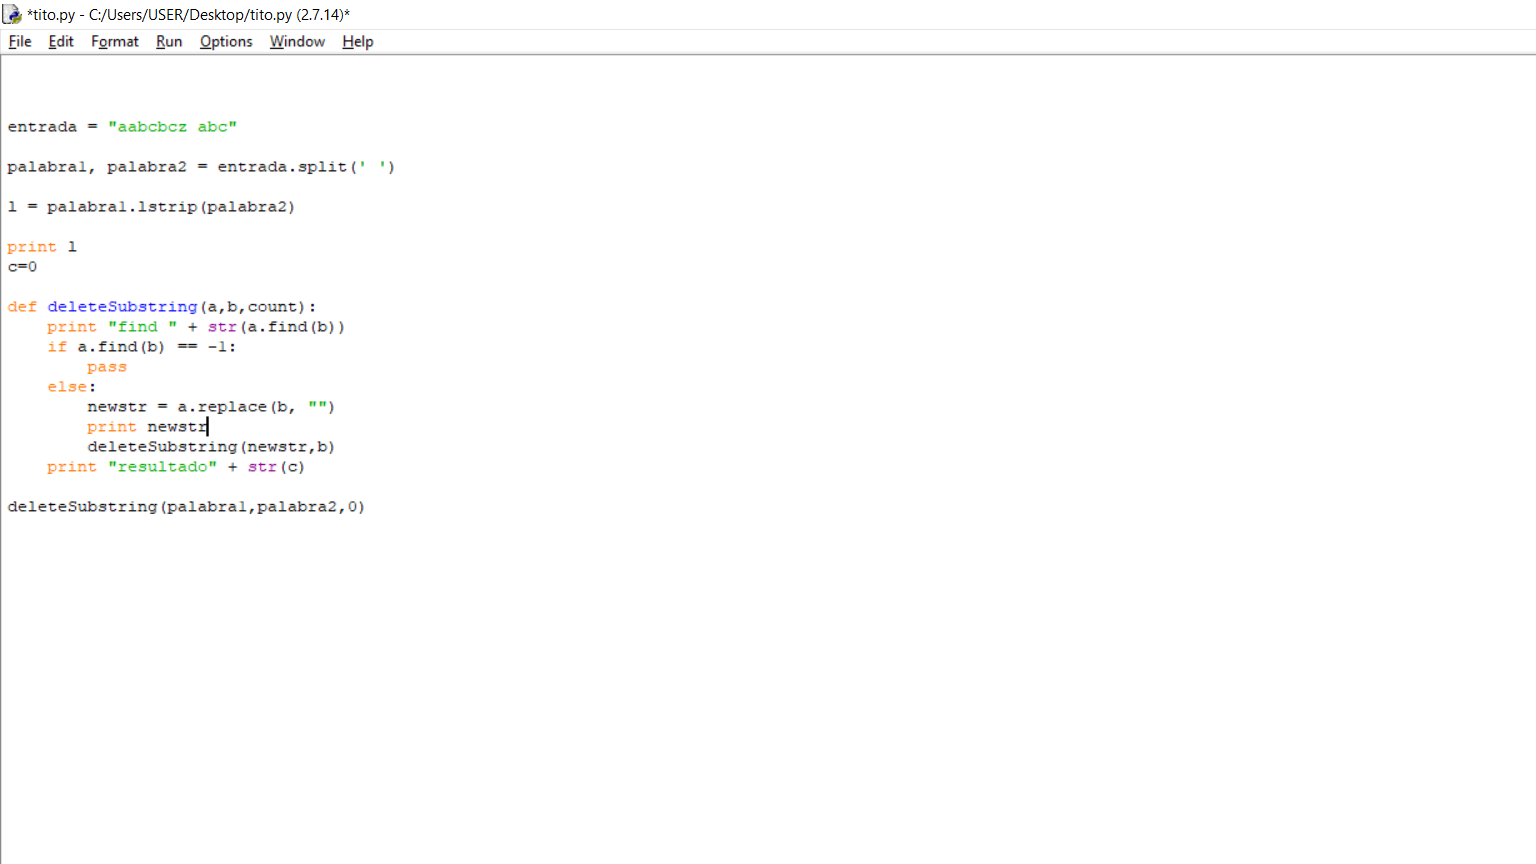 *tito.py - C:/Users/USER/Desktop/tito.py (2.7.14)*
File Edit Format Run Options Window Help
entrada = "aabcbcz abc"
palabra1, palabra2 = entrada.split(' ')
l = palabra1.lstrip(palabra2)
print l
c=0
def deleteSubstring(a,b,count):
    print "find " + str(a.find(b))
    if a.find(b) == -1:
        pass
    else:
        newstr = a.replace(b, "")
        print newstr
        deleteSubstring(newstr,b)
    print "resultado" + str(c)
deleteSubstring(palabra1,palabra2,0)